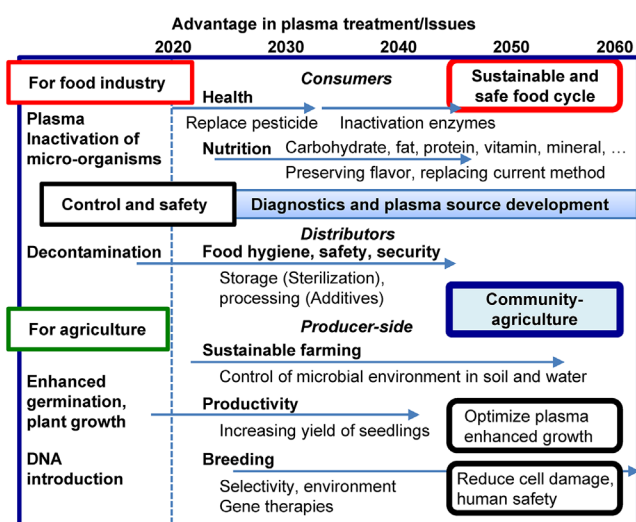 Advantage in plasma treatment/Issues
2020 2030 2040 2050 2060
For food industry
Consumers
Sustainable and
safe food cycle
Health
Plasma
Inactivation of
micro-organisms
Replace pesticide
Inactivation enzymes
Nutrition
Carbohydrate, fat, protein, vitamin, mineral, …
Preserving flavor, replacing current method
Control and safety
Diagnostics and plasma source development
Distributors
Decontamination
Food hygiene, safety, security
Storage (Sterilization),
processing (Additives)
Community-
agriculture
For agriculture
Producer-side
Sustainable farming
Control of microbial environment in soil and water
Enhanced
germination,
plant growth
Productivity
Increasing yield of seedlings
Optimize plasma
enhanced growth
DNA
introduction
Breeding
Selectivity, environment
Gene therapies
Reduce cell damage,
human safety